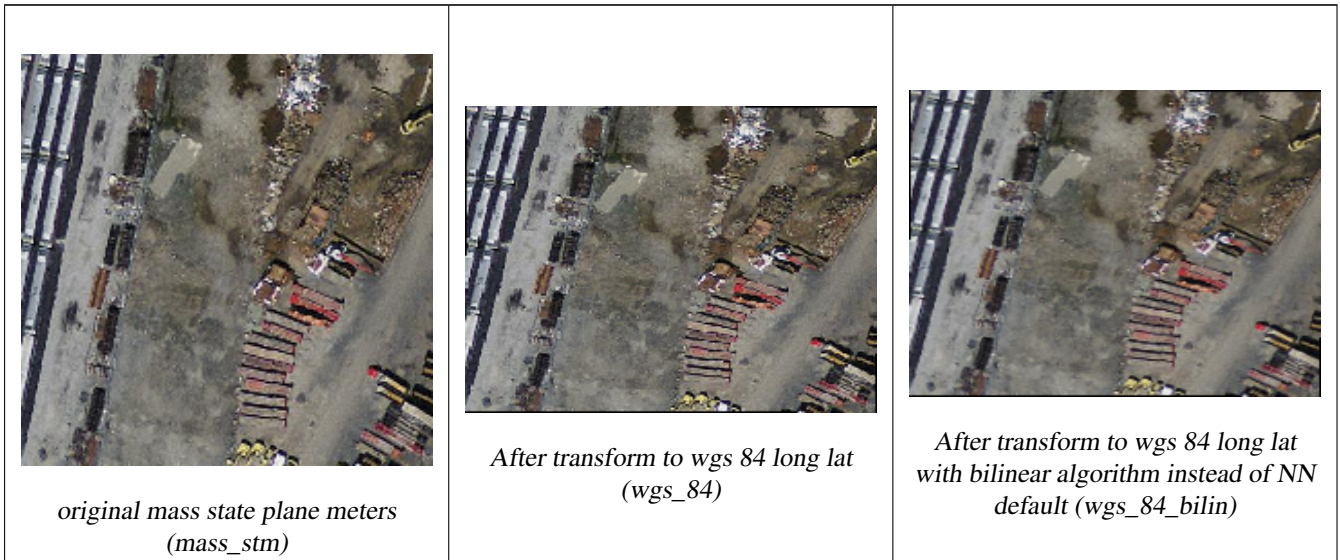 original mass state plane meters
(mass_stm)
After transform to wgs 84 long lat
(wgs_84)
After transform to wgs 84 long lat
with bilinear algorithm instead of NN
default (wgs_84_bilin)